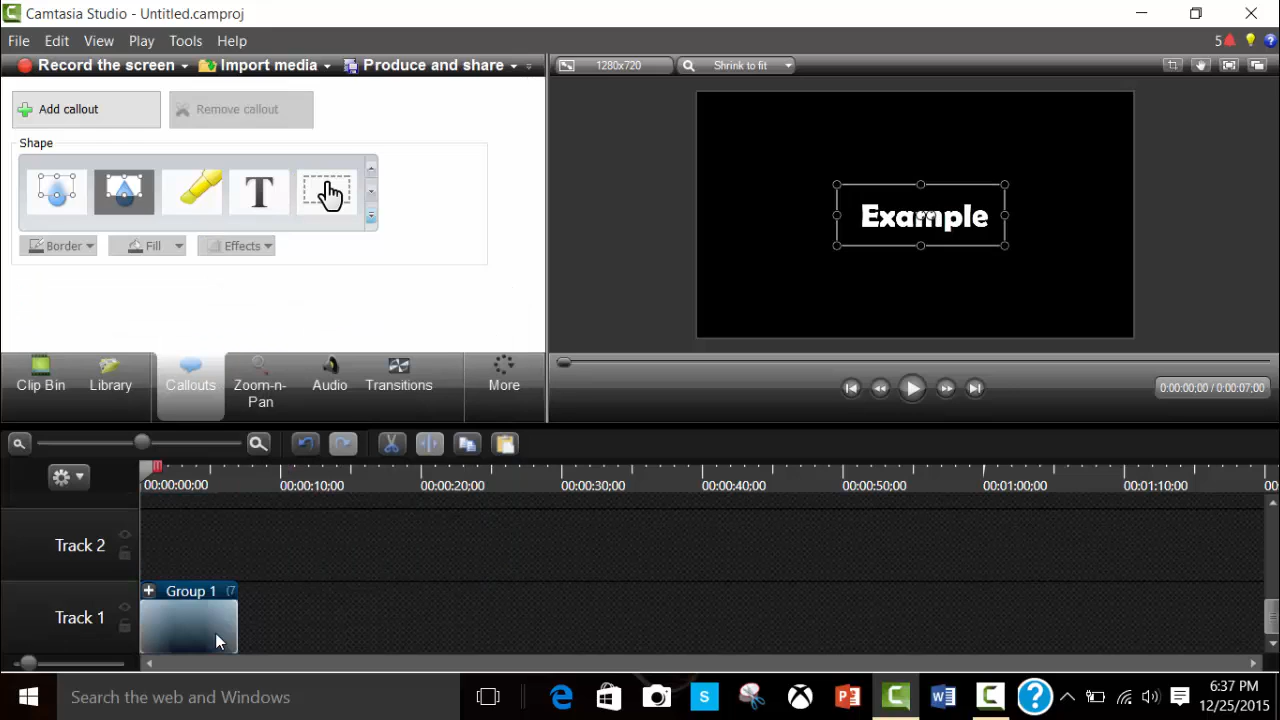 Camtasia Studio - Untitled.camproj
File Edit View Play Tools Help
5
Record the screen Import media Produce and share
1280x720 Shrink to fit
Add callout Remove callout
Shape
T
Border Fill Effects
Example
Clip Bin Library Callouts Zoom-n-Pan Audio Transitions More
0:00:00;00 / 0:00:07;00
00:00:00;00 00:00:10;00 00:00:20;00 00:00:30;00 00:00:40;00 00:00:50;00 00:01:00;00 00:01:10;00 00
Track 2
Group 1 (7
Track 1
Search the web and Windows
6:37 PM
12/25/2015